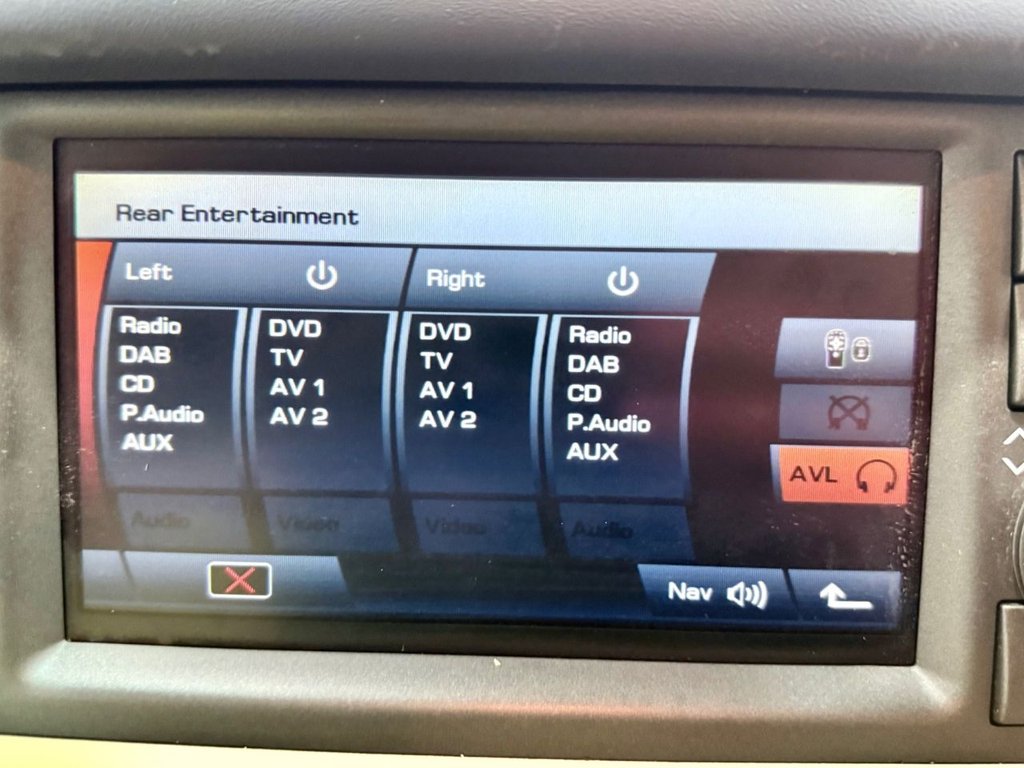 Rear Entertainment
Left
Right
Radio
DAB
CD
P.Audio
AUX
DVD
TV
AV 1
AV 2
DVD
TV
AV 1
AV 2
Radio
DAB
CD
P.Audio
AUX
Audio
Video
Video
Audio
AVL
Nav